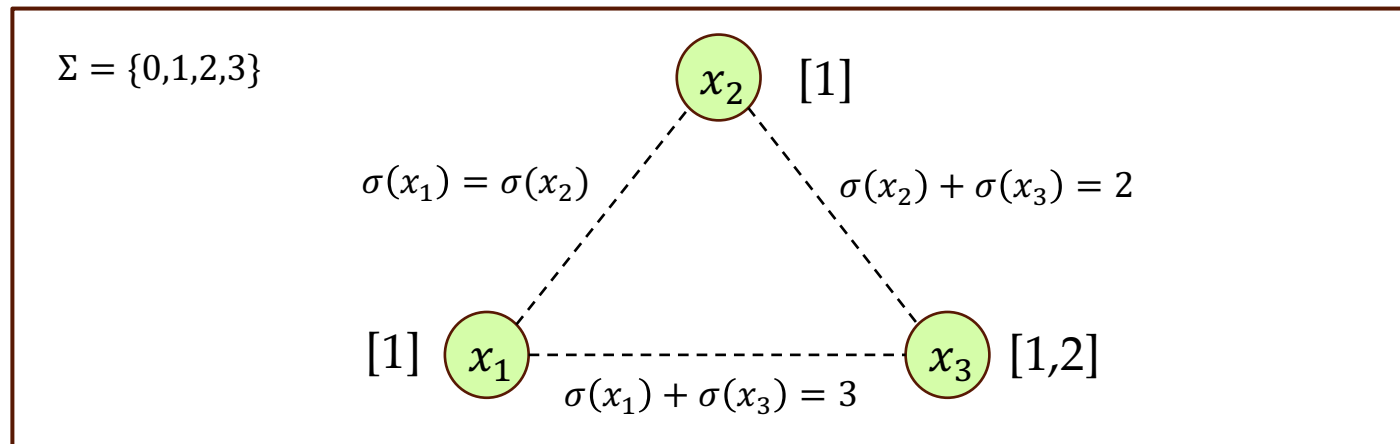 Σ = {0,1,2,3}
x₂ [1]
σ(x₁) = σ(x₂)
σ(x₂) + σ(x₃) = 2
[1] x₁
x₃ [1,2]
σ(x₁) + σ(x₃) = 3